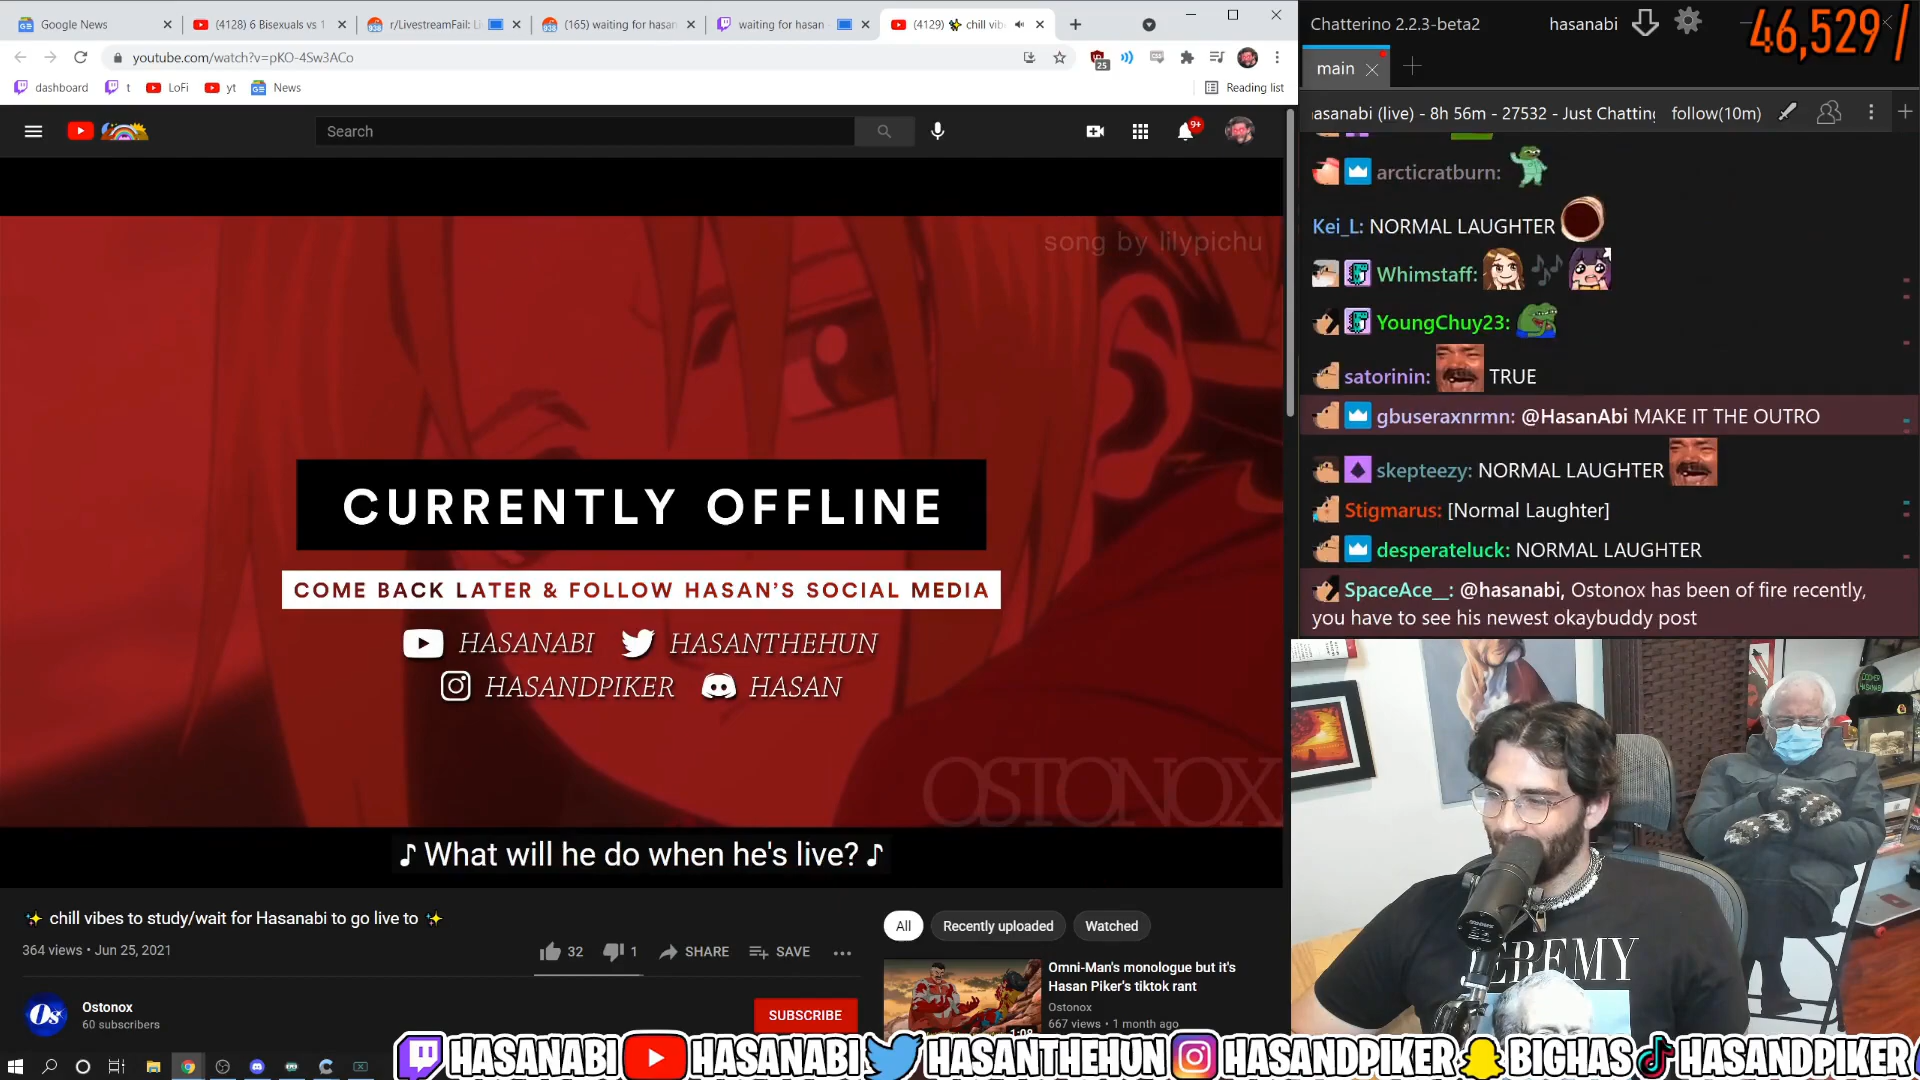 Google News
(4128) 6 Bisexuals vs 1
r/LivestreamFail: Li
(165) waiting for hasan
waiting for hasan
(4129) ✨ chill vib
youtube.com/watch?v=pKO-4Sw3ACo
25
dashboard
t
LoFi
yt
News
Reading list
Search
9+
song by lilypichu
CURRENTLY OFFLINE
COME BACK LATER & FOLLOW HASAN'S SOCIAL MEDIA
HASANABI HASANTHEHUN
HASANDPIKER HASAN
OSTONOX
♪ What will he do when he's live? ♪
✨ chill vibes to study/wait for Hasanabi to go live to ✨
364 views • Jun 25, 2021
32
1
SHARE
SAVE
Os
Ostonox
60 subscribers
SUBSCRIBE
All
Recently uploaded
Watched
Omni-Man's monologue but it's
Hasan Piker's tiktok rant
Ostonox
667 views • 1 month ago
1:08
Chatterino 2.2.3-beta2
hasanabi
46,529 /
main
asanabi (live) - 8h 56m - 27532 - Just Chatting
follow(10m)
arcticratburn:
Kei_L: NORMAL LAUGHTER
Whimstaff:
YoungChuy23:
satorinin: TRUE
gbuseraxnrmn: @HasanAbi MAKE IT THE OUTRO
skepteezy: NORMAL LAUGHTER
Stigmarus: [Normal Laughter]
desperateluck: NORMAL LAUGHTER
SpaceAce__: @hasanabi, Ostonox has been of fire recently,
you have to see his newest okaybuddy post
JEREMY
HASANABI HASANABI HASANTHEHUN HASANDPIKER BIGHAS HASANDPIKER